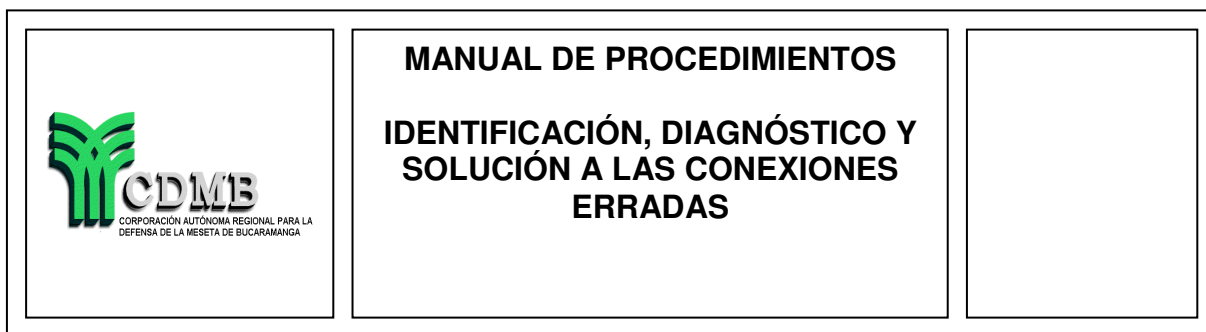 CDMB
CORPORACIÓN AUTÓNOMA REGIONAL PARA LA
DEFENSA DE LA MESETA DE BUCARAMANGA
MANUAL DE PROCEDIMIENTOS
IDENTIFICACIÓN, DIAGNÓSTICO Y
SOLUCIÓN A LAS CONEXIONES
ERRADAS